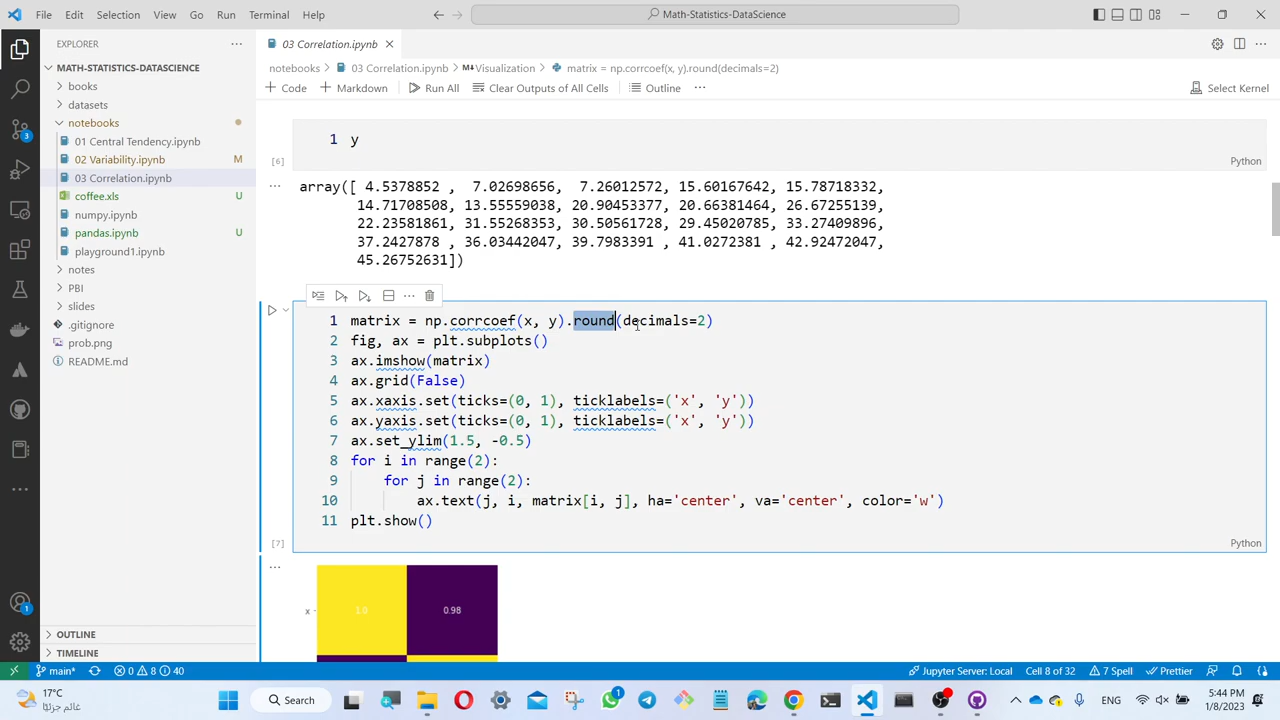 File Edit Selection View Go Run Terminal Help
Math-Statistics-DataScience
EXPLORER
MATH-STATISTICS-DATASCIENCE
books
datasets
notebooks
01 Central Tendency.ipynb
02 Variability.ipynb M
03 Correlation.ipynb
coffee.xls U
numpy.ipynb
pandas.ipynb U
playground1.ipynb
notes
PBI
slides
.gitignore
prob.png
README.md
OUTLINE
TIMELINE
3
1
03 Correlation.ipynb
notebooks > 03 Correlation.ipynb > Visualization > matrix = np.corrcoef(x, y).round(decimals=2)
+ Code + Markdown Run All Clear Outputs of All Cells Outline ... Select Kernel
1 y
[6] Python
array([ 4.5378852 , 7.02698656, 7.26012572, 15.60167642, 15.78718332,
14.71708508, 13.55559038, 20.90453377, 20.66381464, 26.67255139,
22.23581861, 31.55268353, 30.50561728, 29.45020785, 33.27409896,
37.2427878 , 36.03442047, 39.7983391 , 41.0272381 , 42.92472047,
45.26752631])
1 matrix = np.corrcoef(x, y).round(decimals=2)
2 fig, ax = plt.subplots()
3 ax.imshow(matrix)
4 ax.grid(False)
5 ax.xaxis.set(ticks=(0, 1), ticklabels=('x', 'y'))
6 ax.yaxis.set(ticks=(0, 1), ticklabels=('x', 'y'))
7 ax.set_ylim(1.5, -0.5)
8 for i in range(2):
9 for j in range(2):
10 ax.text(j, i, matrix[i, j], ha='center', va='center', color='w')
11 plt.show()
[7] Python
x 1.0 0.98
main* 0 8 40 Jupyter Server: Local Cell 8 of 32 7 Spell Prettier
17°C
غائم جزئيا
Search
1
ENG
5:44 PM
1/8/2023